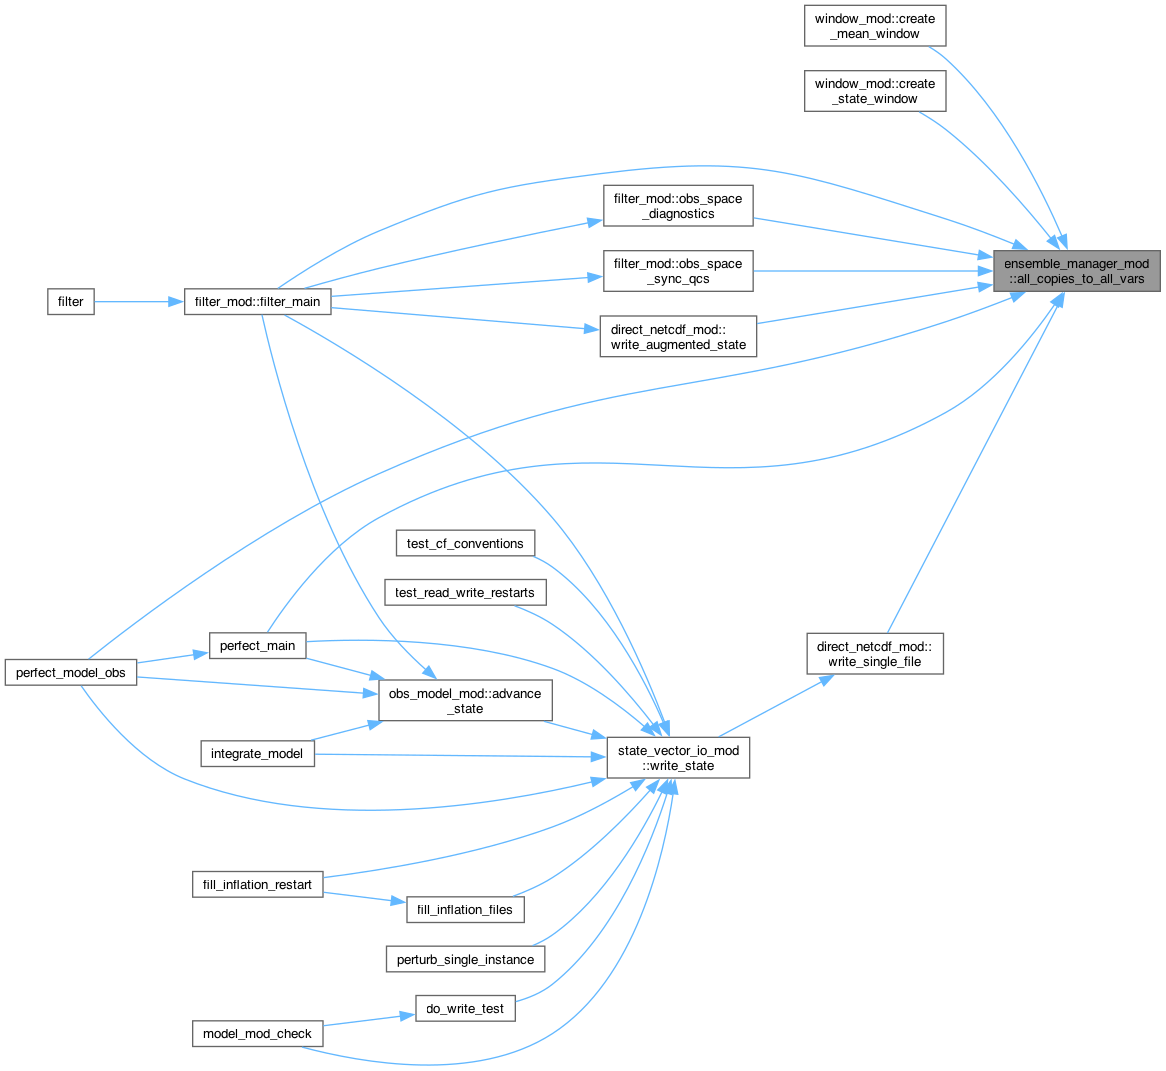 window_mod::create
_mean_window
window_mod::create
_state_window
filter_mod::obs_space
_diagnostics
ensemble_manager_mod
::all_copies_to_all_vars
filter_mod::obs_space
_sync_qcs
filter
filter_mod::filter_main
direct_netcdf_mod::
write_augmented_state
test_cf_conventions
test_read_write_restarts
perfect_main
direct_netcdf_mod::
write_single_file
perfect_model_obs
obs_model_mod::advance
_state
integrate_model
state_vector_io_mod
::write_state
fill_inflation_restart
fill_inflation_files
perturb_single_instance
do_write_test
model_mod_check